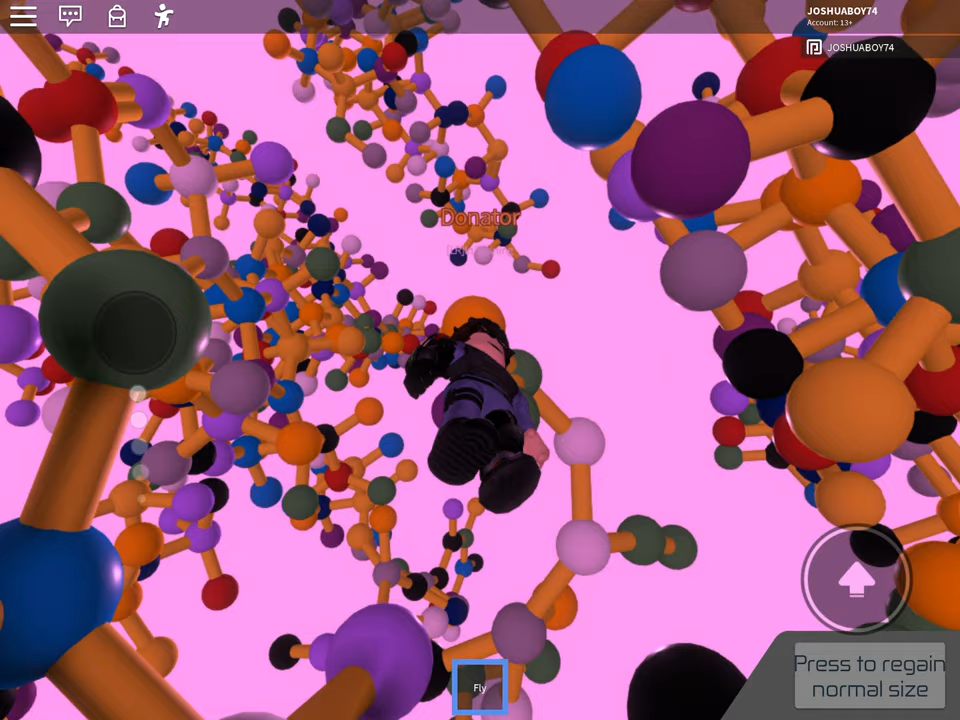 JOSHUABOY74
Account: 13+
JOSHUABOY74
Donator
Fly
Press to regain
normal size